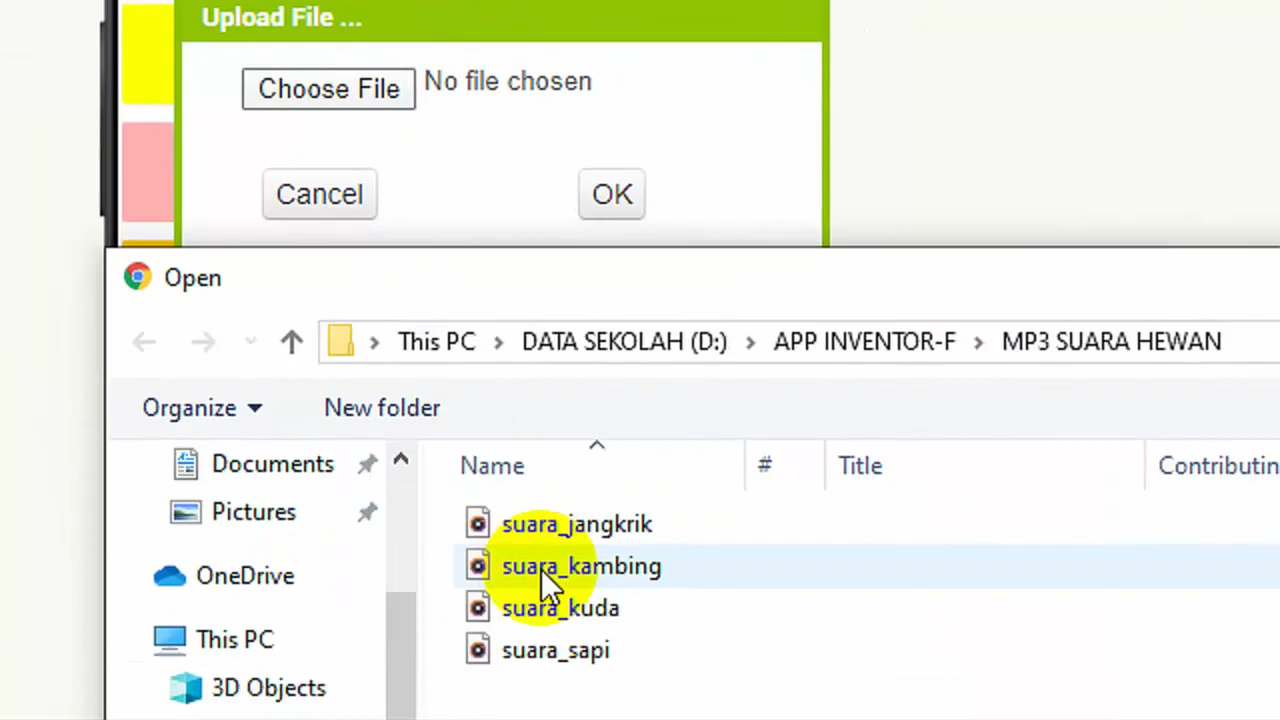 Upload File ...
Choose File No file chosen
Cancel OK
Open
This PC DATA SEKOLAH (D:) APP INVENTOR-F MP3 SUARA HEWAN
Organize New folder
Name # Title Contributin
Documents
Pictures
OneDrive
This PC
3D Objects
suara_jangkrik
suara_kambing
suara_kuda
suara_sapi